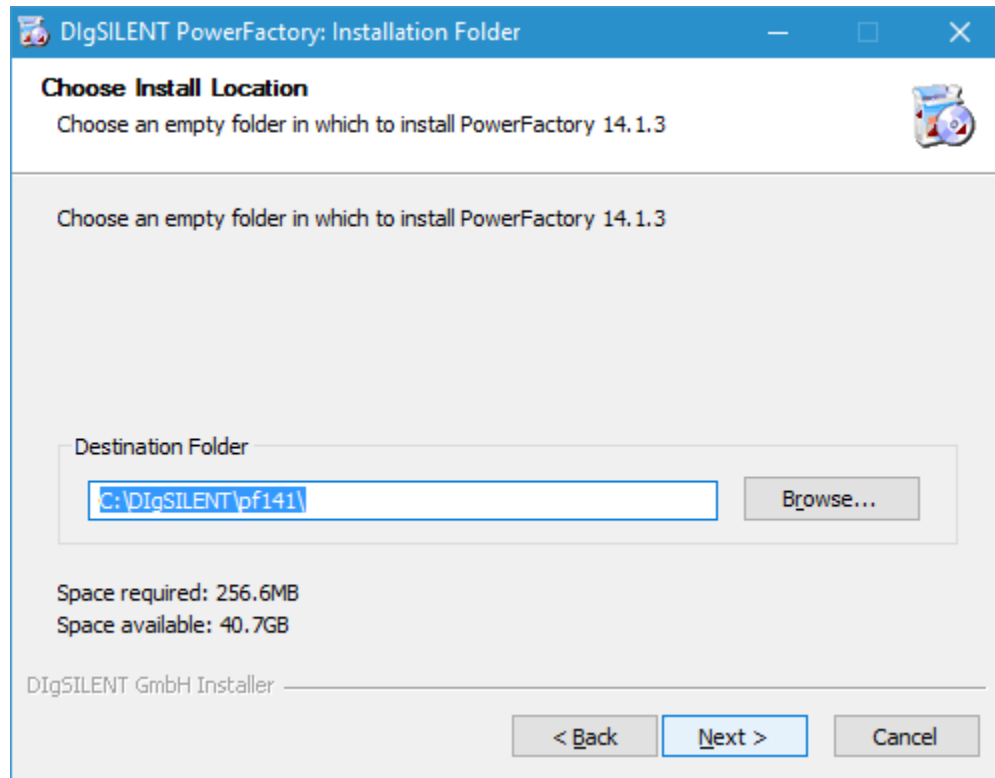 DIgSILENT PowerFactory: Installation Folder
Choose Install Location
Choose an empty folder in which to install PowerFactory 14.1.3
Choose an empty folder in which to install PowerFactory 14.1.3
Destination Folder
C:\DIgSILENT\pf141\
Browse...
Space required: 256.6MB
Space available: 40.7GB
DIgSILENT GmbH Installer
< Back
Next >
Cancel